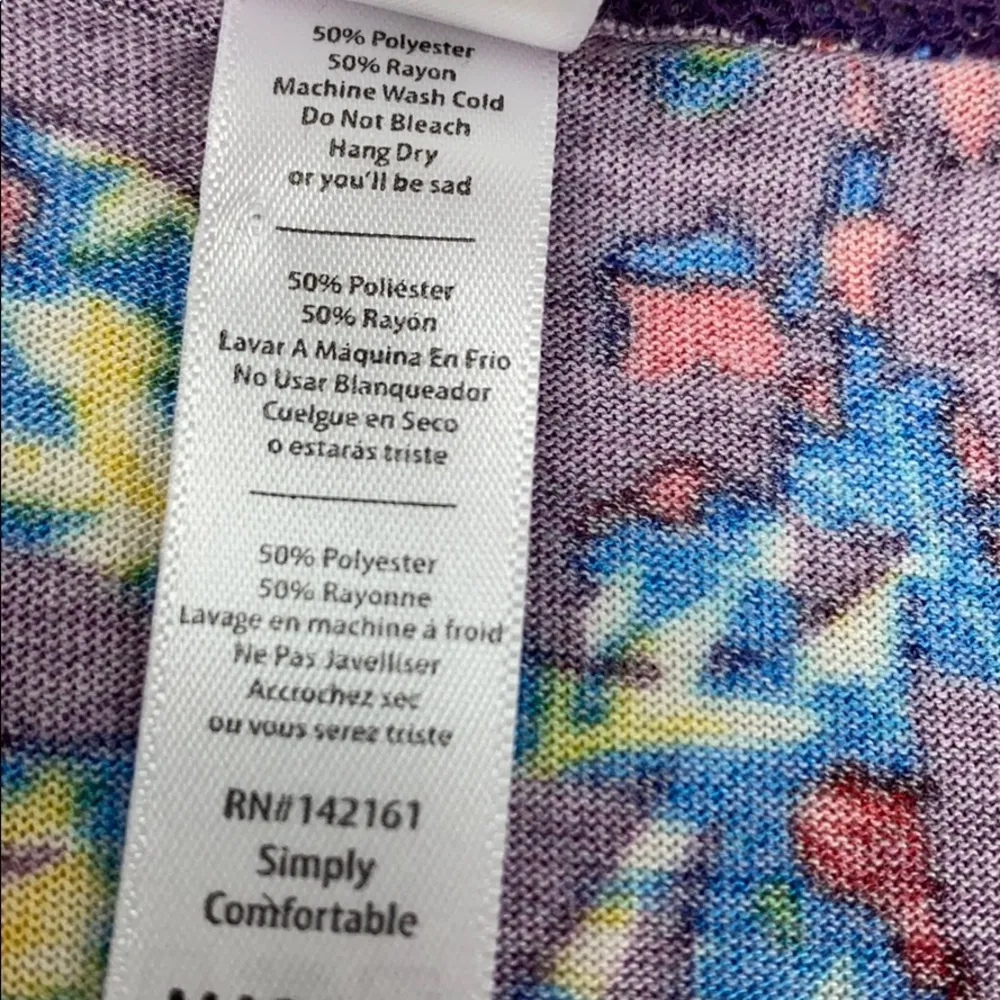 50% Polyester
50% Rayon
Machine Wash Cold
Do Not Bleach
Hang Dry
or you'll be sad
50% Poliéster
50% Rayón
Lavar A Máquina En Frio
No Usar Blanqueador
Cuelgue en Seco
o estarás triste
50% Polyester
50% Rayonne
Lavage en machine à froid
Ne Pas Javelliser
Accrochez sec
ou vous serez triste
RN#142161
Simply
Comfortable